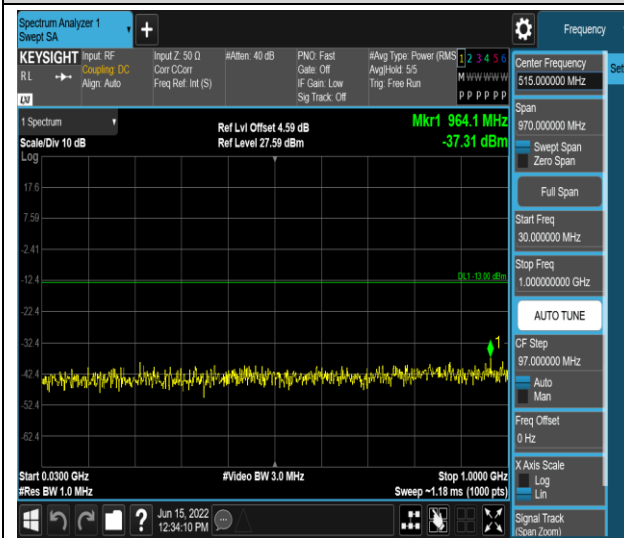 Spectrum Analyzer 1
Swept SA
Frequency
KEYSIGHT
Input: RF
Coupling: DC
Align: Auto
Input Z: 50 Ω
Corr CCorr
Freq Ref: Int (S)
#Atten: 40 dB
PNO: Fast
Gate: Off
IF Gain: Low
Sig Track: Off
#Avg Type: Power (RMS
Avg|Hold: 5/5
Trig: Free Run
1 2 3 4 5 6
M W W W W W
P P P P P P
RL
LXI
1 Spectrum
Scale/Div 10 dB
Ref Lvl Offset 4.59 dB
Ref Level 27.59 dBm
Mkr1 964.1 MHz
-37.31 dBm
Log
17.6
7.59
-2.41
-12.4
-22.4
-32.4
-42.4
-52.4
-62.4
DL1 -13.00 dBm
1
Start 0.0300 GHz
#Res BW 1.0 MHz
#Video BW 3.0 MHz
Stop 1.0000 GHz
Sweep ~1.18 ms (1000 pts)
Jun 15, 2022
12:34:10 PM
Center Frequency
515.000000 MHz
Set
Span
970.000000 MHz
Swept Span
Zero Span
Full Span
Start Freq
30.000000 MHz
Stop Freq
1.00000000 GHz
AUTO TUNE
CF Step
97.000000 MHz
Auto
Man
Freq Offset
0 Hz
X Axis Scale
Log
Lin
Signal Track
(Span Zoom)